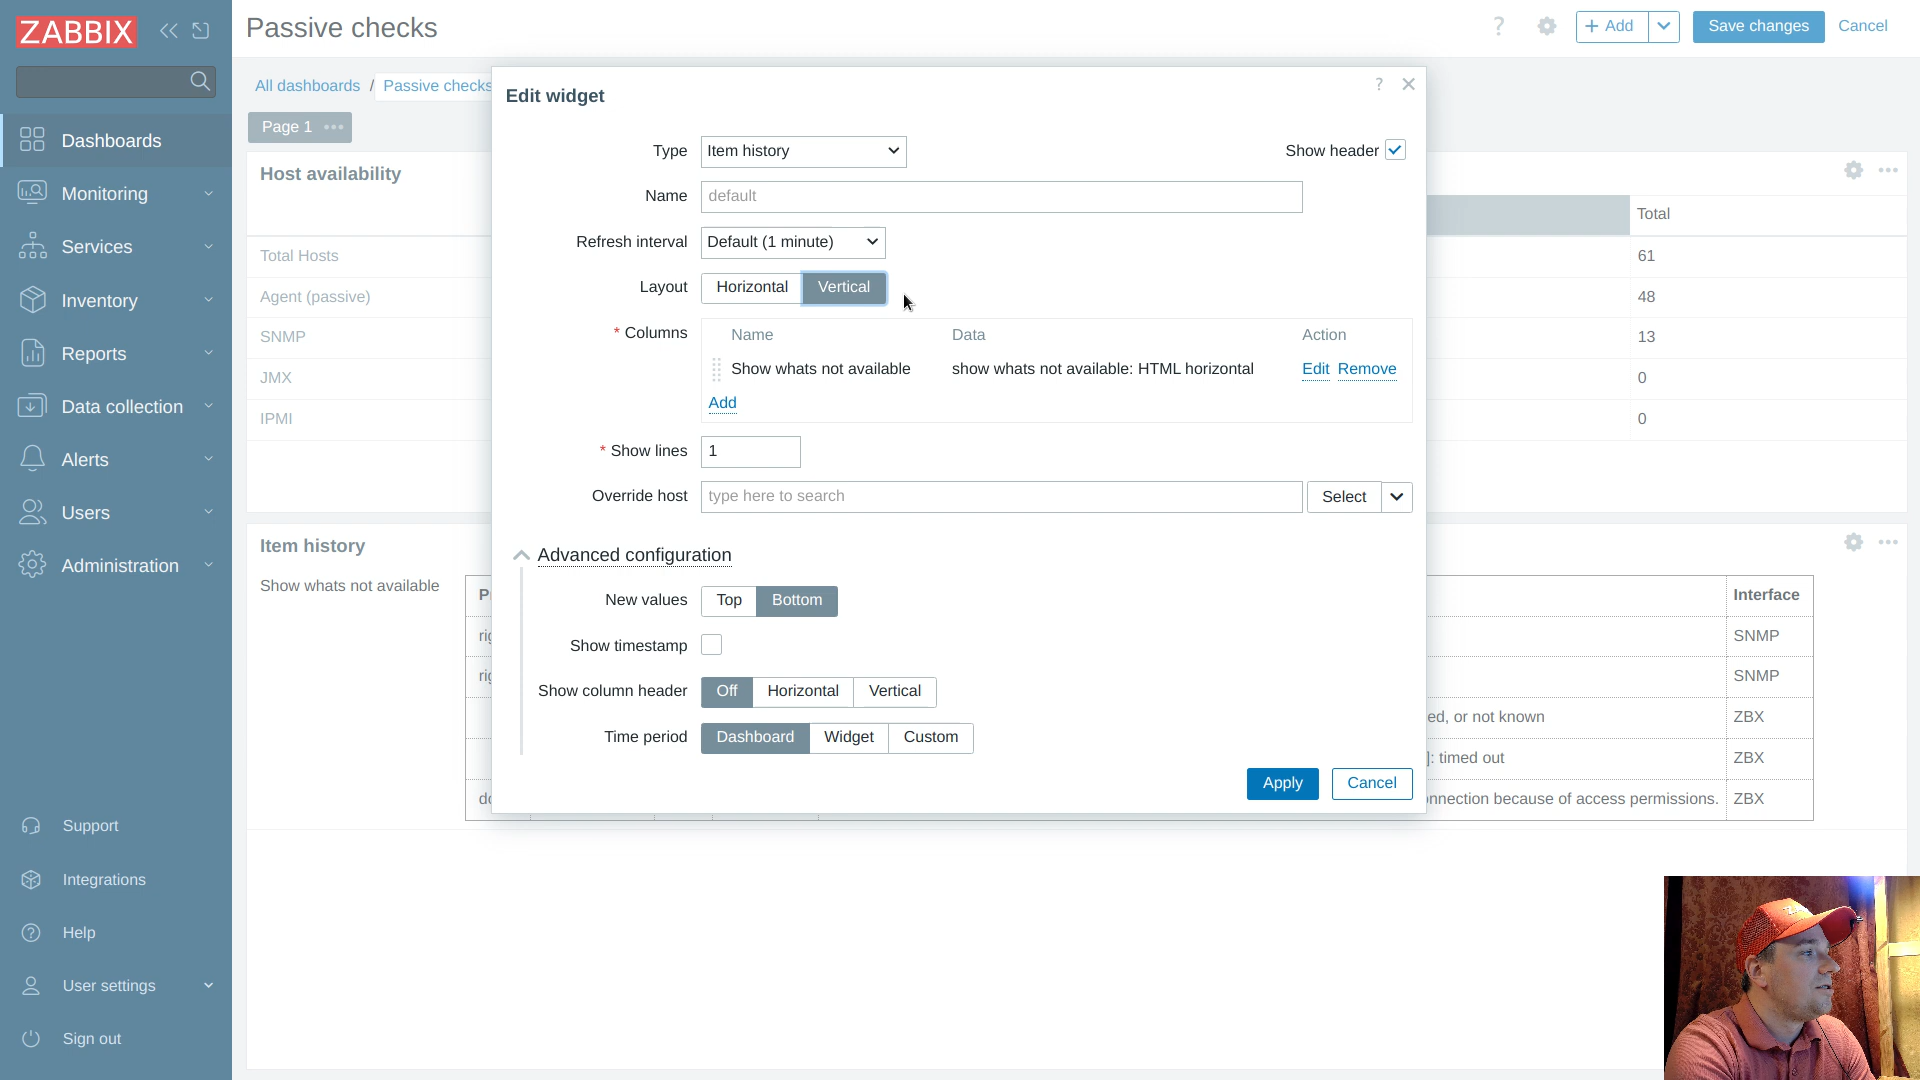 ZABBIX
Passive checks
? + Add Save changes Cancel
All dashboards / Passive checks
Page 1 •••
Dashboards
Monitoring
Services
Inventory
Reports
Data collection
Alerts
Users
Administration
Support
Integrations
Help
User settings
Sign out
Host availability
Total
Total Hosts 61
Agent (passive) 48
SNMP 13
JMX 0
IPMI 0
Item history
Show whats not available
Interface
SNMP
SNMP
ed, or not known ZBX
]: timed out ZBX
nnection because of access permissions. ZBX
Edit widget
?
Type Item history Show header
Name default
Refresh interval Default (1 minute)
Layout Horizontal Vertical
* Columns Name Data Action
Show whats not available show whats not available: HTML horizontal Edit Remove
Add
* Show lines 1
Override host type here to search Select
Advanced configuration
New values Top Bottom
Show timestamp
Show column header Off Horizontal Vertical
Time period Dashboard Widget Custom
Apply Cancel